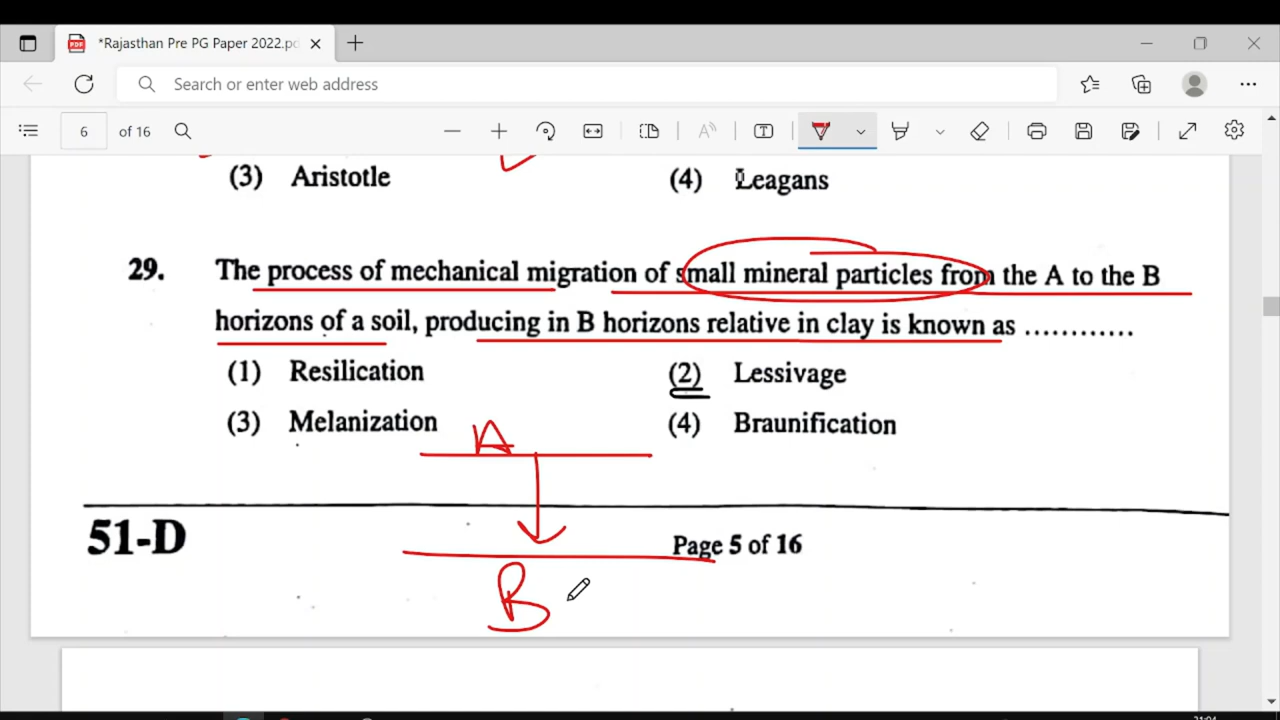 *Rajasthan Pre PG Paper 2022.pdf
Search or enter web address
6 of 16
(3) Aristotle (4) Leagans
29. The process of mechanical migration of small mineral particles from the A to the B
horizons of a soil, producing in B horizons relative in clay is known as ............
(1) Resilication (2) Lessivage
(3) Melanization (4) Braunification
A
51-D Page 5 of 16
B